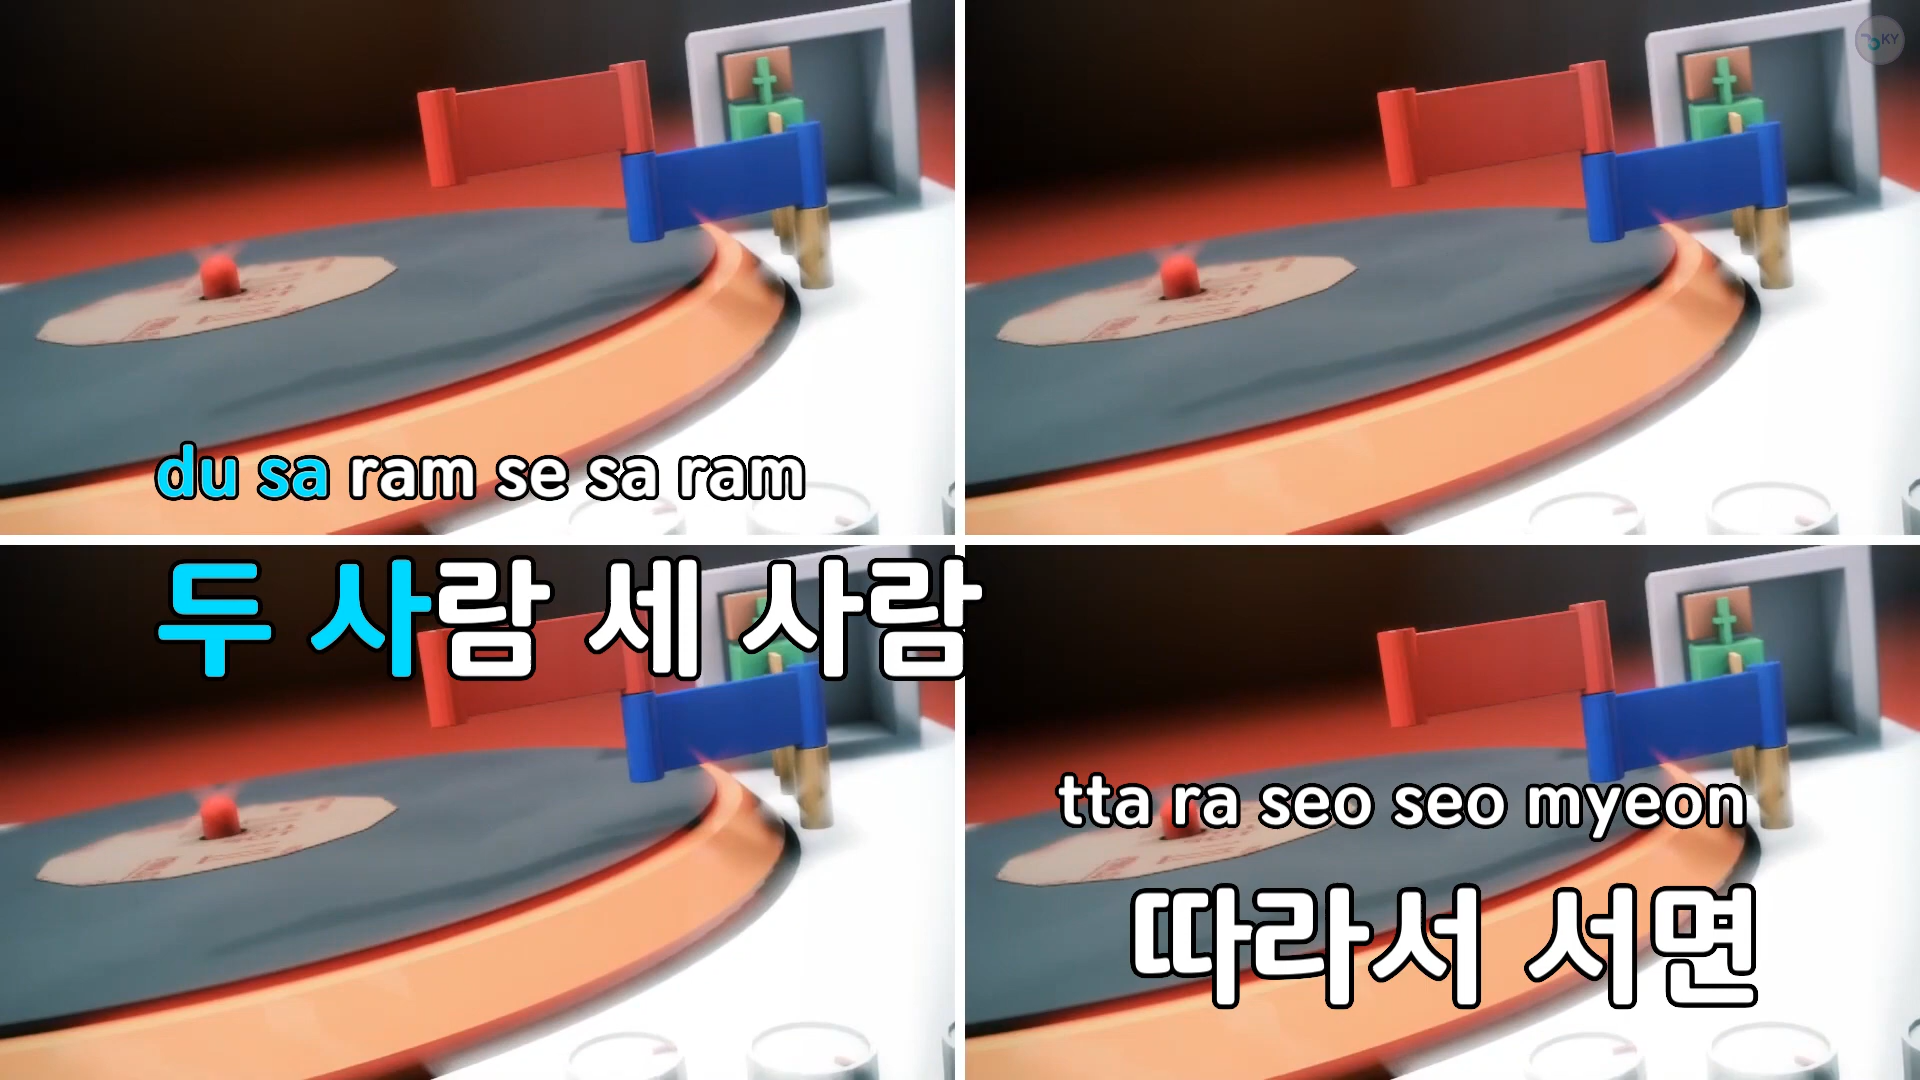 KY
du sa ram se sa ram
두 사람 세 사람
tta ra seo seo myeon
따라서 서면